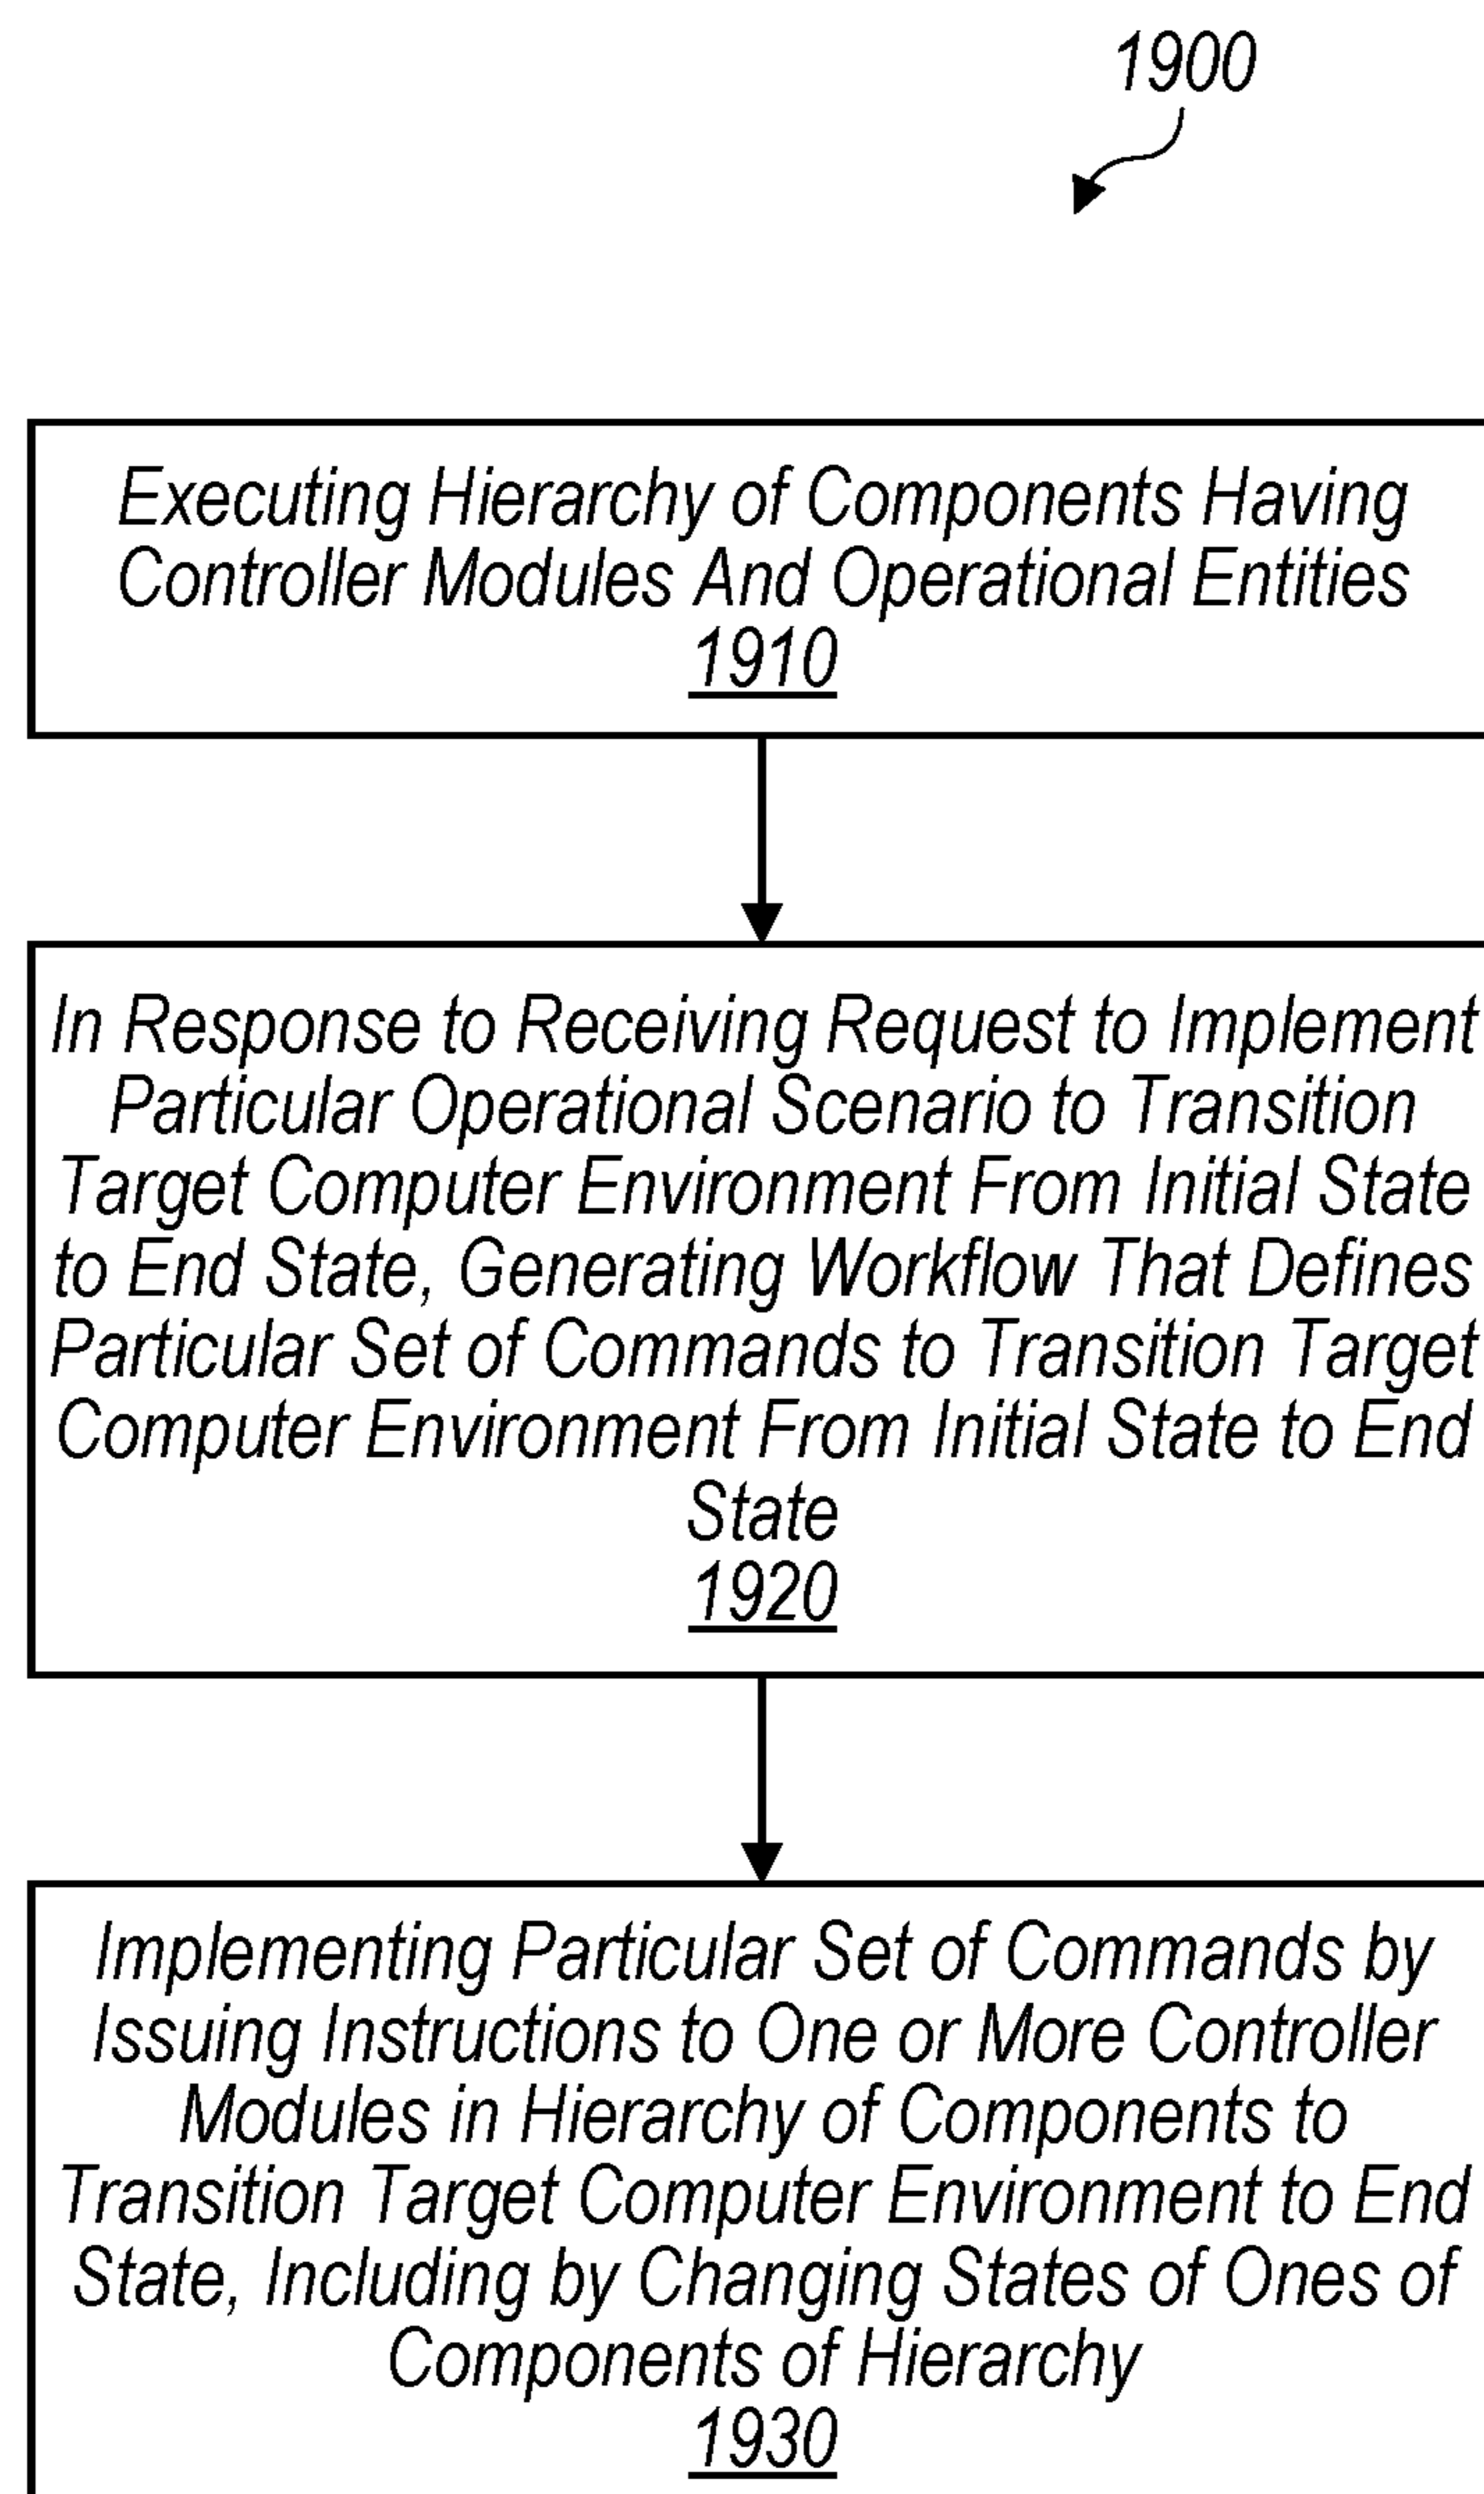 1900
Executing Hierarchy of Components Having
Controller Modules And Operational Entities
1910
In Response to Receiving Request to Implement
Particular Operational Scenario to Transition
Target Computer Environment From Initial State
to End State, Generating Workflow That Defines
Particular Set of Commands to Transition Target
Computer Environment From Initial State to End
State
1920
Implementing Particular Set of Commands by
Issuing Instructions to One or More Controller
Modules in Hierarchy of Components to
Transition Target Computer Environment to End
State, Including by Changing States of Ones of
Components of Hierarchy
1930